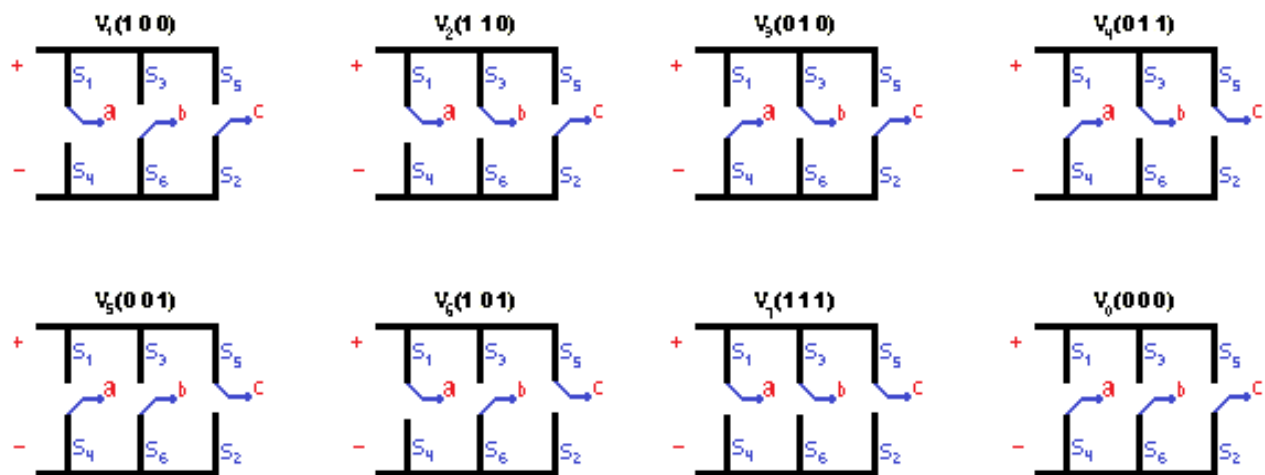 V₁(1 0 0) V₂(1 1 0) V₃(0 1 0) V₄(0 1 1)
+ S₁ S₃ S₅ + S₁ S₃ S₅ + S₁ S₃ S₅ + S₁ S₃ S₅
a b c a b c a b c a b c
− S₄ S₆ S₂ − S₄ S₆ S₂ − S₄ S₆ S₂ − S₄ S₆ S₂
V₅(0 0 1) V₆(1 0 1) V₇(1 1 1) V₀(0 0 0)
+ S₁ S₃ S₅ + S₁ S₃ S₅ + S₁ S₃ S₅ + S₁ S₃ S₅
a b c a b c a b c a b c
− S₄ S₆ S₂ − S₄ S₆ S₂ − S₄ S₆ S₂ − S₄ S₆ S₂